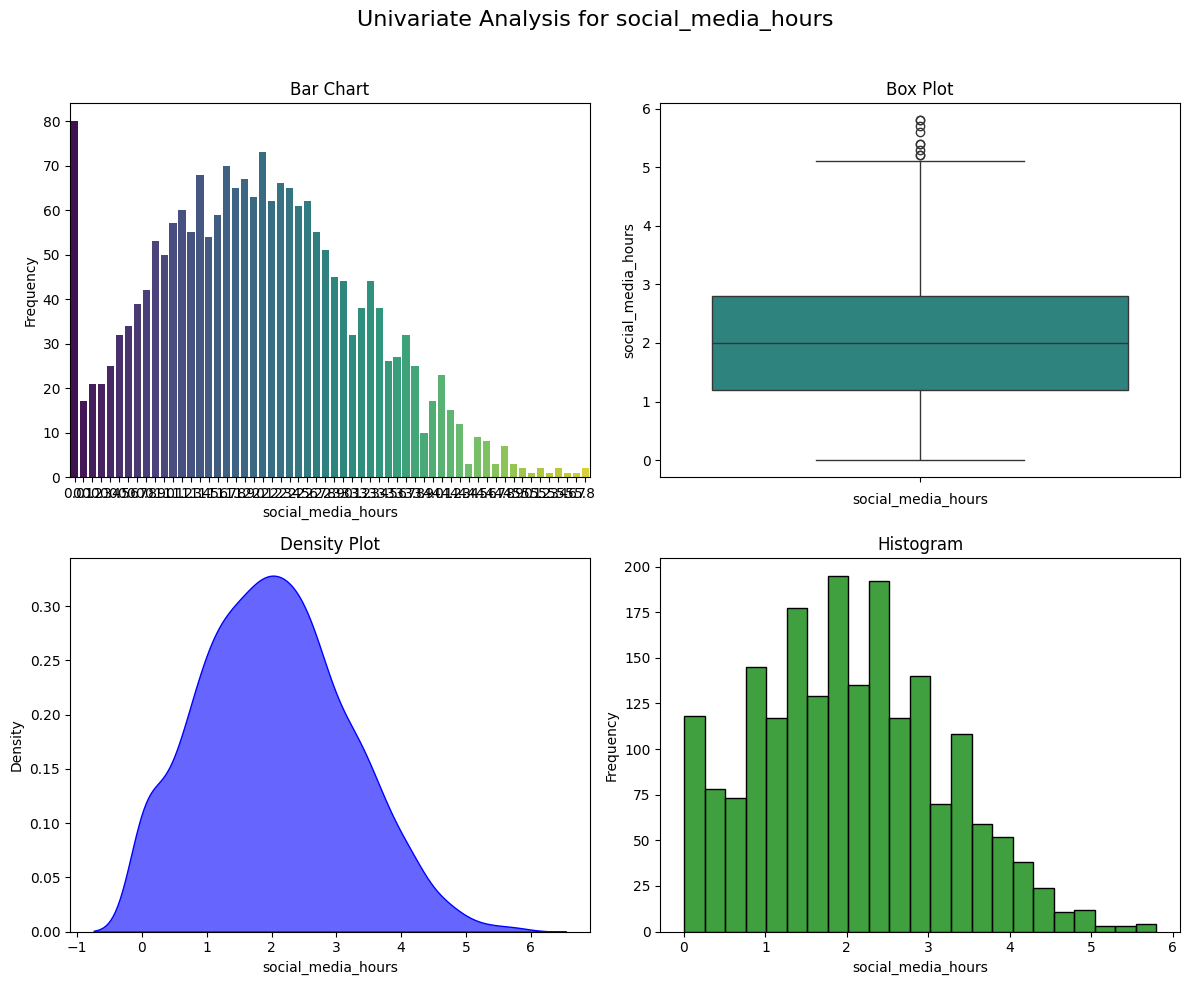 Univariate Analysis for social_media_hours
Bar Chart
Frequency
80
70
60
50
40
30
20
10
0
social_media_hours
Box Plot
social_media_hours
6
5
4
3
2
1
0
social_media_hours
Density Plot
Density
0.30
0.25
0.20
0.15
0.10
0.05
0.00
−1 0 1 2 3 4 5 6
social_media_hours
Histogram
Frequency
200
175
150
125
100
75
50
25
0
0 1 2 3 4 5 6
social_media_hours